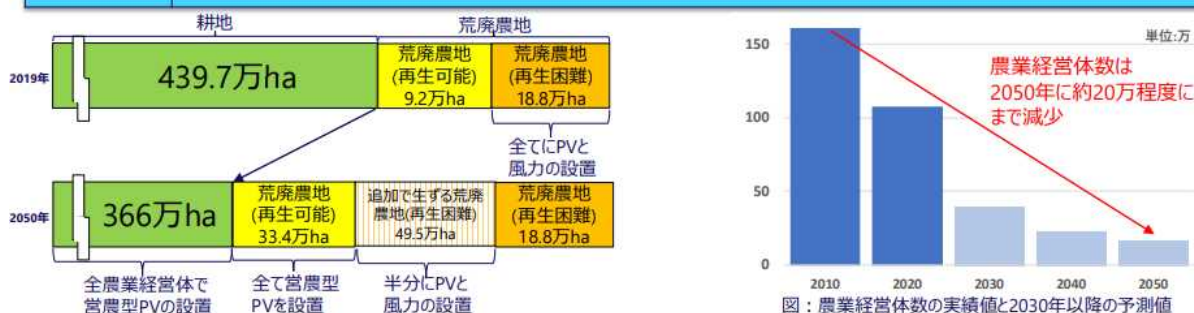 耕地
荒廃農地
2019年
439.7万ha
荒廃農地
(再生可能)
9.2万ha
荒廃農地
(再生困難)
18.8万ha
全てにPVと
風力の設置
2050年
366万ha
荒廃農地
(再生可能)
33.4万ha
追加で生ずる荒廃
農地(再生困難)
49.5万ha
荒廃農地
(再生困難)
18.8万ha
全農業経営体で
営農型PVの設置
全て営農型
PVを設置
半分にPVと
風力の設置
単位:万
150
100
50
0
農業経営体数は
2050年に約20万程度に
まで減少
2010
2020
2030
2040
2050
図：農業経営体数の実績値と2030年以降の予測値